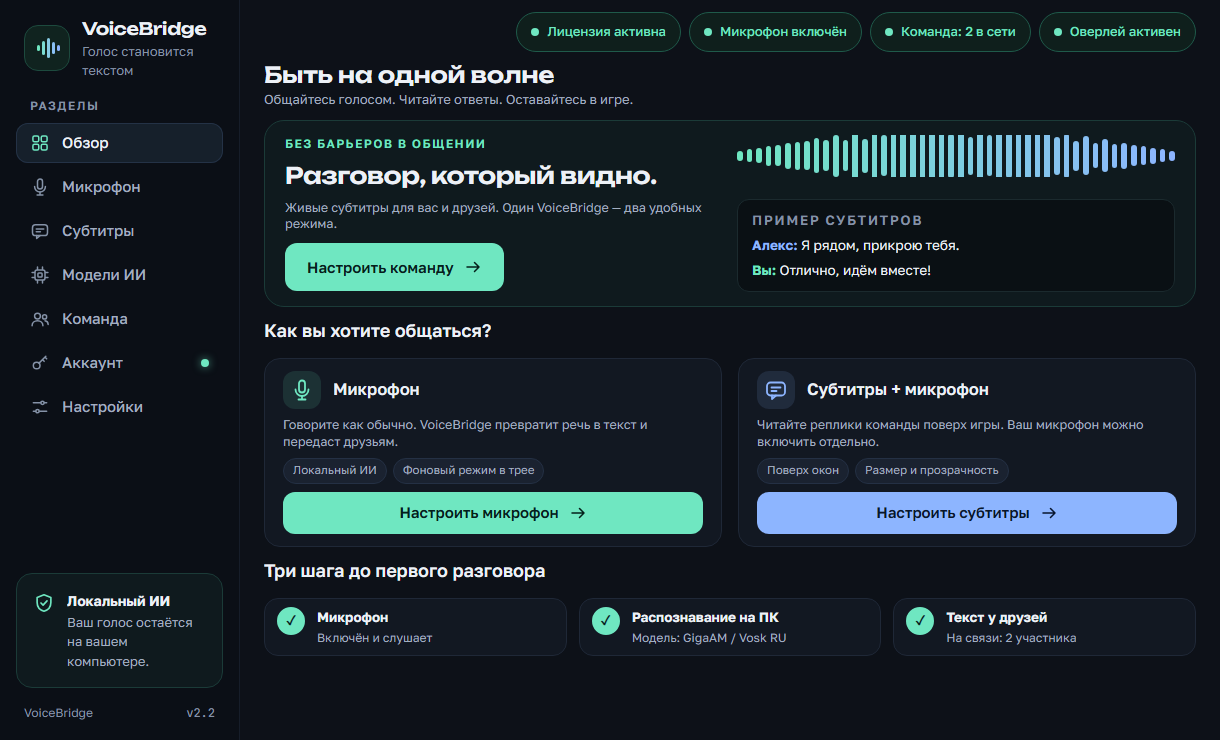 VoiceBridge
Голос становится
текстом
РАЗДЕЛЫ
Обзор
Микрофон
Субтитры
Модели ИИ
Команда
Аккаунт
Настройки
Локальный ИИ
Ваш голос остаётся
на вашем
компьютере.
VoiceBridge v2.2
Лицензия активна Микрофон включён Команда: 2 в сети Оверлей активен
Быть на одной волне
Общайтесь голосом. Читайте ответы. Оставайтесь в игре.
БЕЗ БАРЬЕРОВ В ОБЩЕНИИ
Разговор, который видно.
Живые субтитры для вас и друзей. Один VoiceBridge — два удобных
режима.
Настроить команду →
ПРИМЕР СУБТИТРОВ
Алекс: Я рядом, прикрою тебя.
Вы: Отлично, идём вместе!
Как вы хотите общаться?
Микрофон
Говорите как обычно. VoiceBridge превратит речь в текст и
передаст друзьям.
Локальный ИИ Фоновый режим в трее
Настроить микрофон →
Субтитры + микрофон
Читайте реплики команды поверх игры. Ваш микрофон можно
включить отдельно.
Поверх окон Размер и прозрачность
Настроить субтитры →
Три шага до первого разговора
✓ Микрофон
Включён и слушает
✓ Распознавание на ПК
Модель: GigaAM / Vosk RU
✓ Текст у друзей
На связи: 2 участника